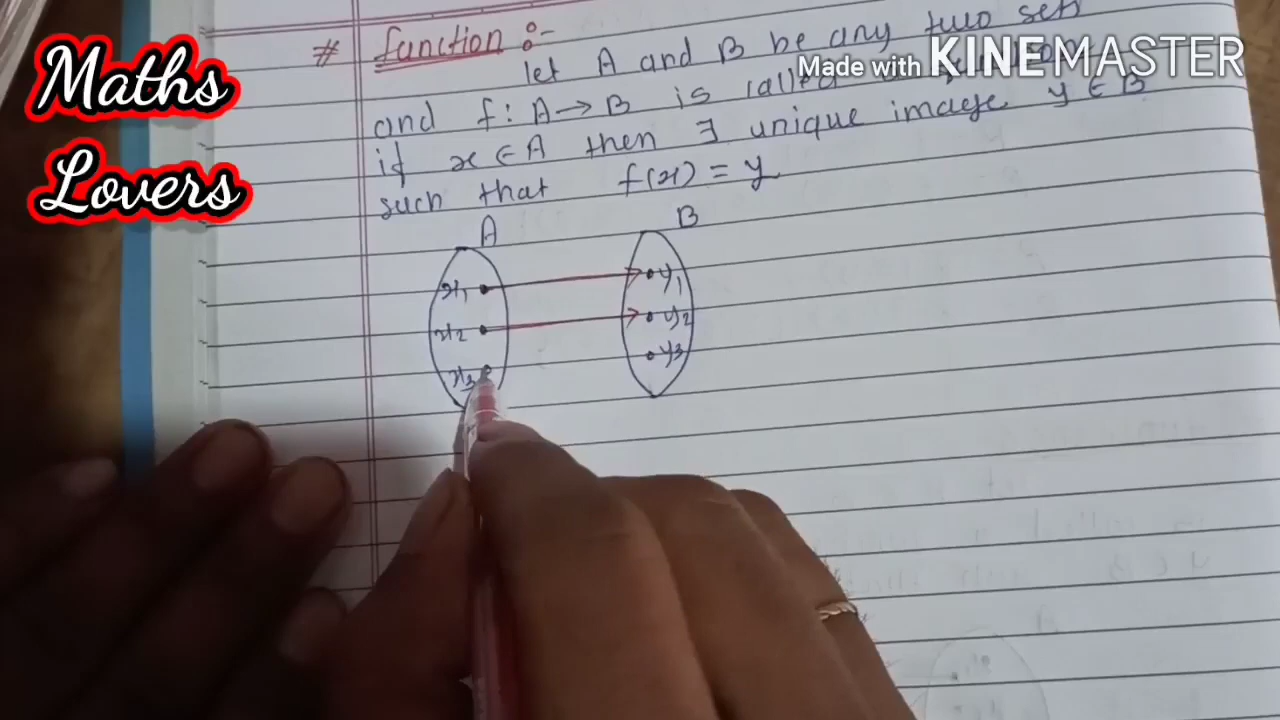 Maths
Lovers
Made with KINEMASTER
# function :-
let A and B be any two sets
and f: A→B is called
if x ∈ A then ∃ unique image y ∈ B
such that f(x) = y
A B
x1 y1
x2 y2
x3 y3